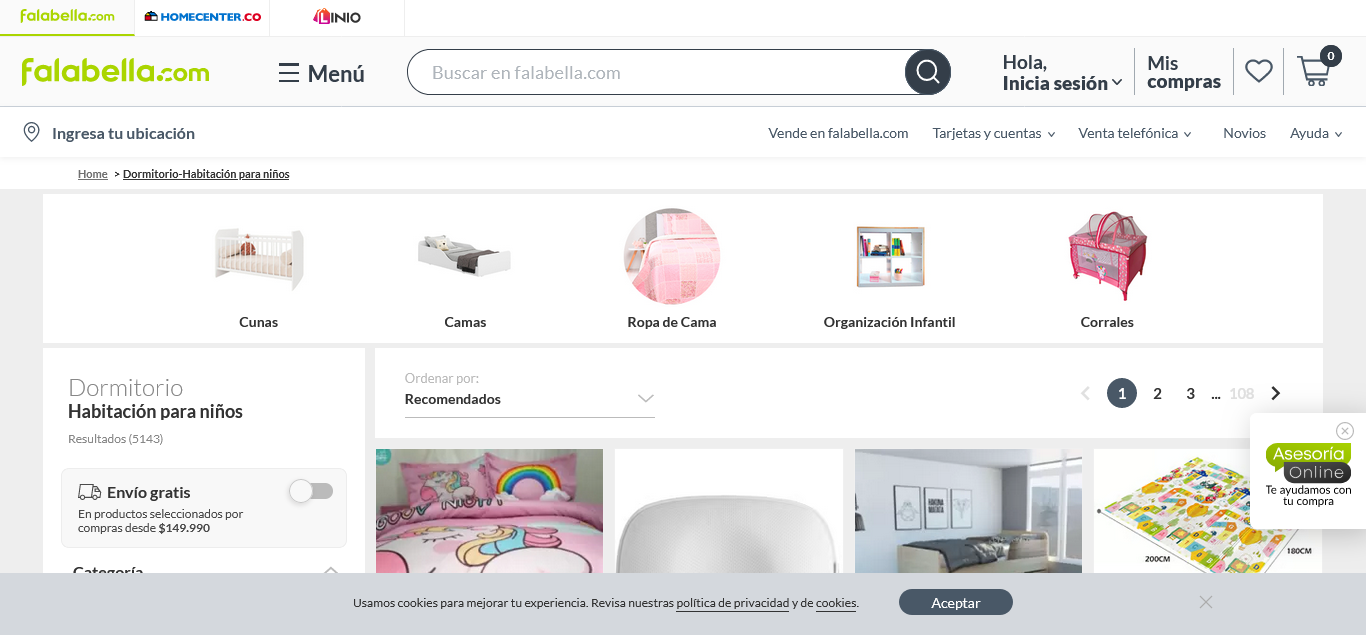 falabella.com
HOMECENTER.CO
LINIO
falabella.com
Menú
Buscar en falabella.com
Hola,
Inicia sesión
Mis
compras
0
Ingresa tu ubicación
Vende en falabella.com
Tarjetas y cuentas
Venta telefónica
Novios
Ayuda
Home > Dormitorio-Habitación para niños
Cunas
Camas
Ropa de Cama
Organización Infantil
Corrales
Dormitorio
Habitación para niños
Resultados (5143)
Envío gratis
En productos seleccionados por
compras desde $149.990
Categoría
Ordenar por:
Recomendados
1 2 3 ... 108
200CM
180CM
Asesoría
Online
Te ayudamos con
tu compra
Usamos cookies para mejorar tu experiencia. Revisa nuestras política de privacidad y de cookies.
Aceptar